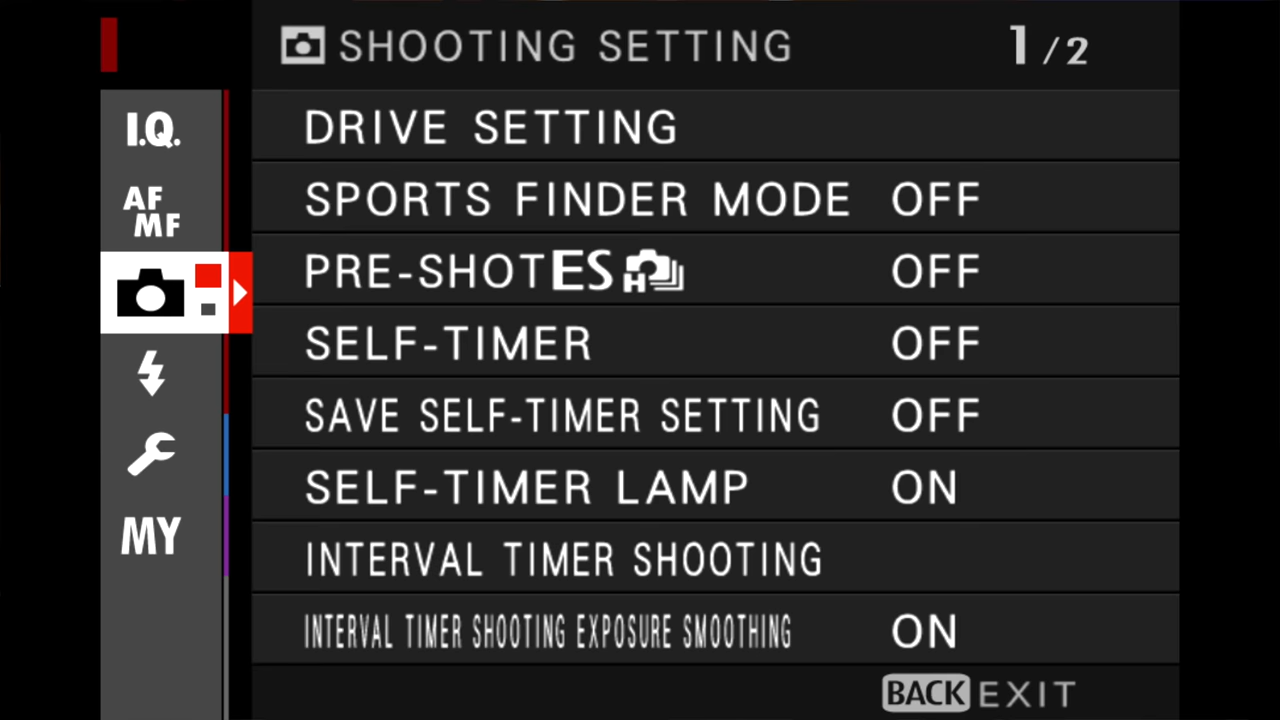 SHOOTING SETTING 1/2
I.Q.
AF
MF
MY
DRIVE SETTING
SPORTS FINDER MODE OFF
PRE-SHOTES H OFF
SELF-TIMER OFF
SAVE SELF-TIMER SETTING OFF
SELF-TIMER LAMP ON
INTERVAL TIMER SHOOTING
INTERVAL TIMER SHOOTING EXPOSURE SMOOTHING ON
BACK EXIT